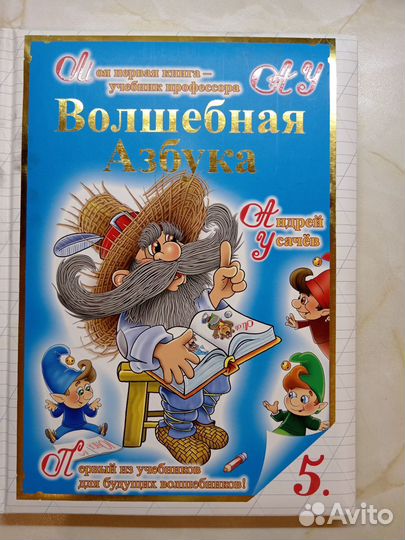 Моя первая книга –
учебник профессора
АУ
Волшебная
Азбука
Андрей
Усачёв
Первый из учебников
для будущих волшебников!
5.
Avito